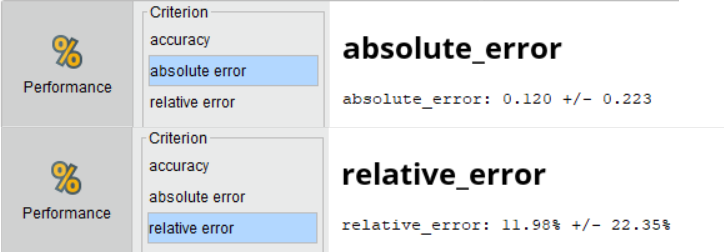 %
Performance
Criterion
accuracy
absolute error
relative error
absolute_error
absolute_error: 0.120 +/- 0.223
%
Performance
Criterion
accuracy
absolute error
relative error
relative_error
relative_error: 11.98% +/- 22.35%